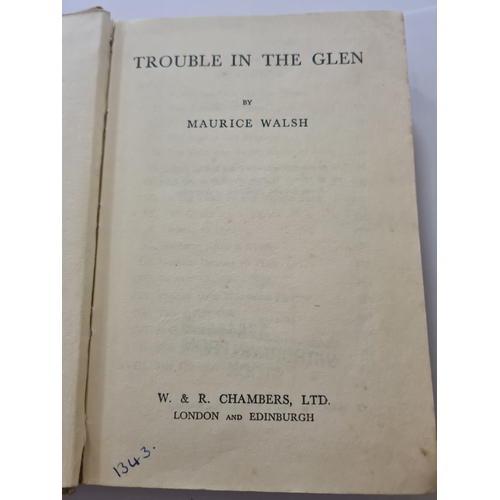 TROUBLE IN THE GLEN
BY
MAURICE WALSH
W. & R. CHAMBERS, LTD.
LONDON AND EDINBURGH
1343.